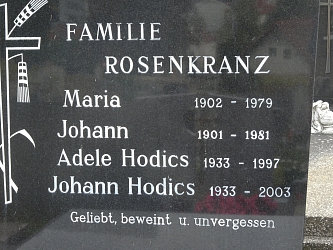 FAMILIE
ROSENKRANZ
Maria 1902 - 1979
Johann 1901 - 1981
Adele Hodics 1933 - 1997
Johann Hodics 1933 - 2003
Geliebt, beweint u. unvergessen